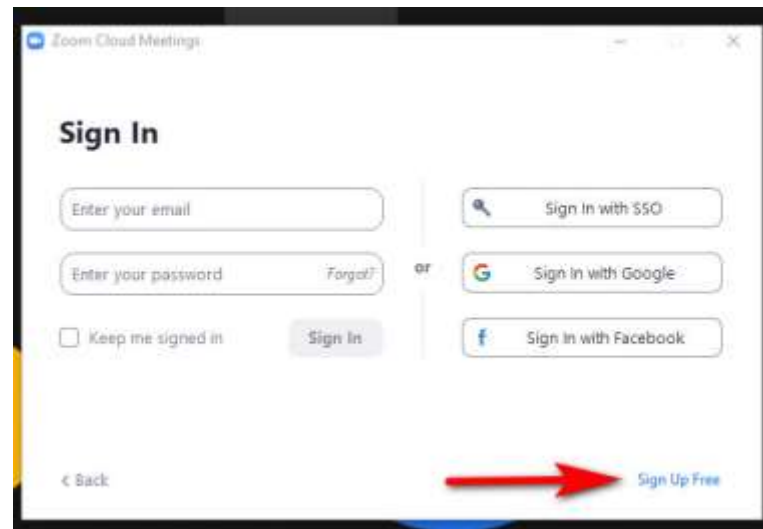 Zoom Cloud Meetings
Sign In
Enter your email
Enter your password
Forgot?
Keep me signed in
Sign In
or
Sign In with SSO
Sign In with Google
Sign In with Facebook
< Back
Sign Up Free